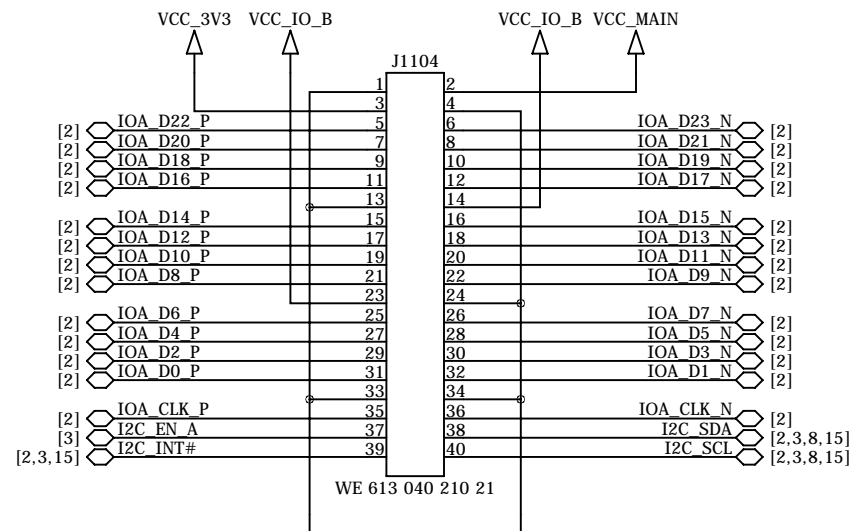 VCC_3V3 VCC_IO_B VCC_IO_B VCC_MAIN
J1104
1 2
3 4
[2] IOA_D22_P 5 6 IOA_D23_N [2]
[2] IOA_D20_P 7 8 IOA_D21_N [2]
[2] IOA_D18_P 9 10 IOA_D19_N [2]
[2] IOA_D16_P 11 12 IOA_D17_N [2]
13 14
[2] IOA_D14_P 15 16 IOA_D15_N [2]
[2] IOA_D12_P 17 18 IOA_D13_N [2]
[2] IOA_D10_P 19 20 IOA_D11_N [2]
[2] IOA_D8_P 21 22 IOA_D9_N [2]
23 24
[2] IOA_D6_P 25 26 IOA_D7_N [2]
[2] IOA_D4_P 27 28 IOA_D5_N [2]
[2] IOA_D2_P 29 30 IOA_D3_N [2]
[2] IOA_D0_P 31 32 IOA_D1_N [2]
33 34
[2] IOA_CLK_P 35 36 IOA_CLK_N [2]
[3] I2C_EN_A 37 38 I2C_SDA [2,3,8,15]
[2,3,15] I2C_INT# 39 40 I2C_SCL [2,3,8,15]
WE 613 040 210 21